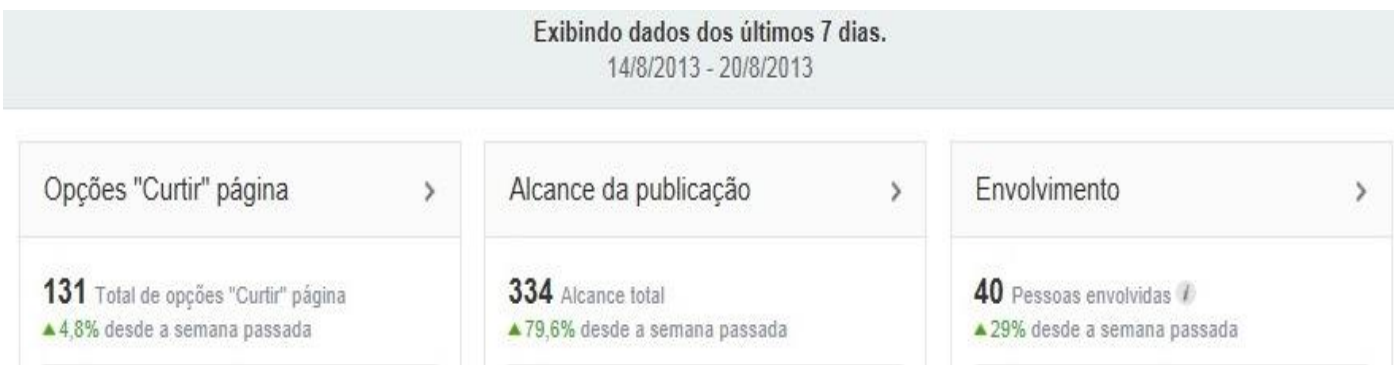 Exibindo dados dos últimos 7 dias.
14/8/2013 - 20/8/2013
Opções "Curtir" página
131 Total de opções "Curtir" página
▲4,8% desde a semana passada
Alcance da publicação
334 Alcance total
▲79,6% desde a semana passada
Envolvimento
40 Pessoas envolvidas i
▲29% desde a semana passada